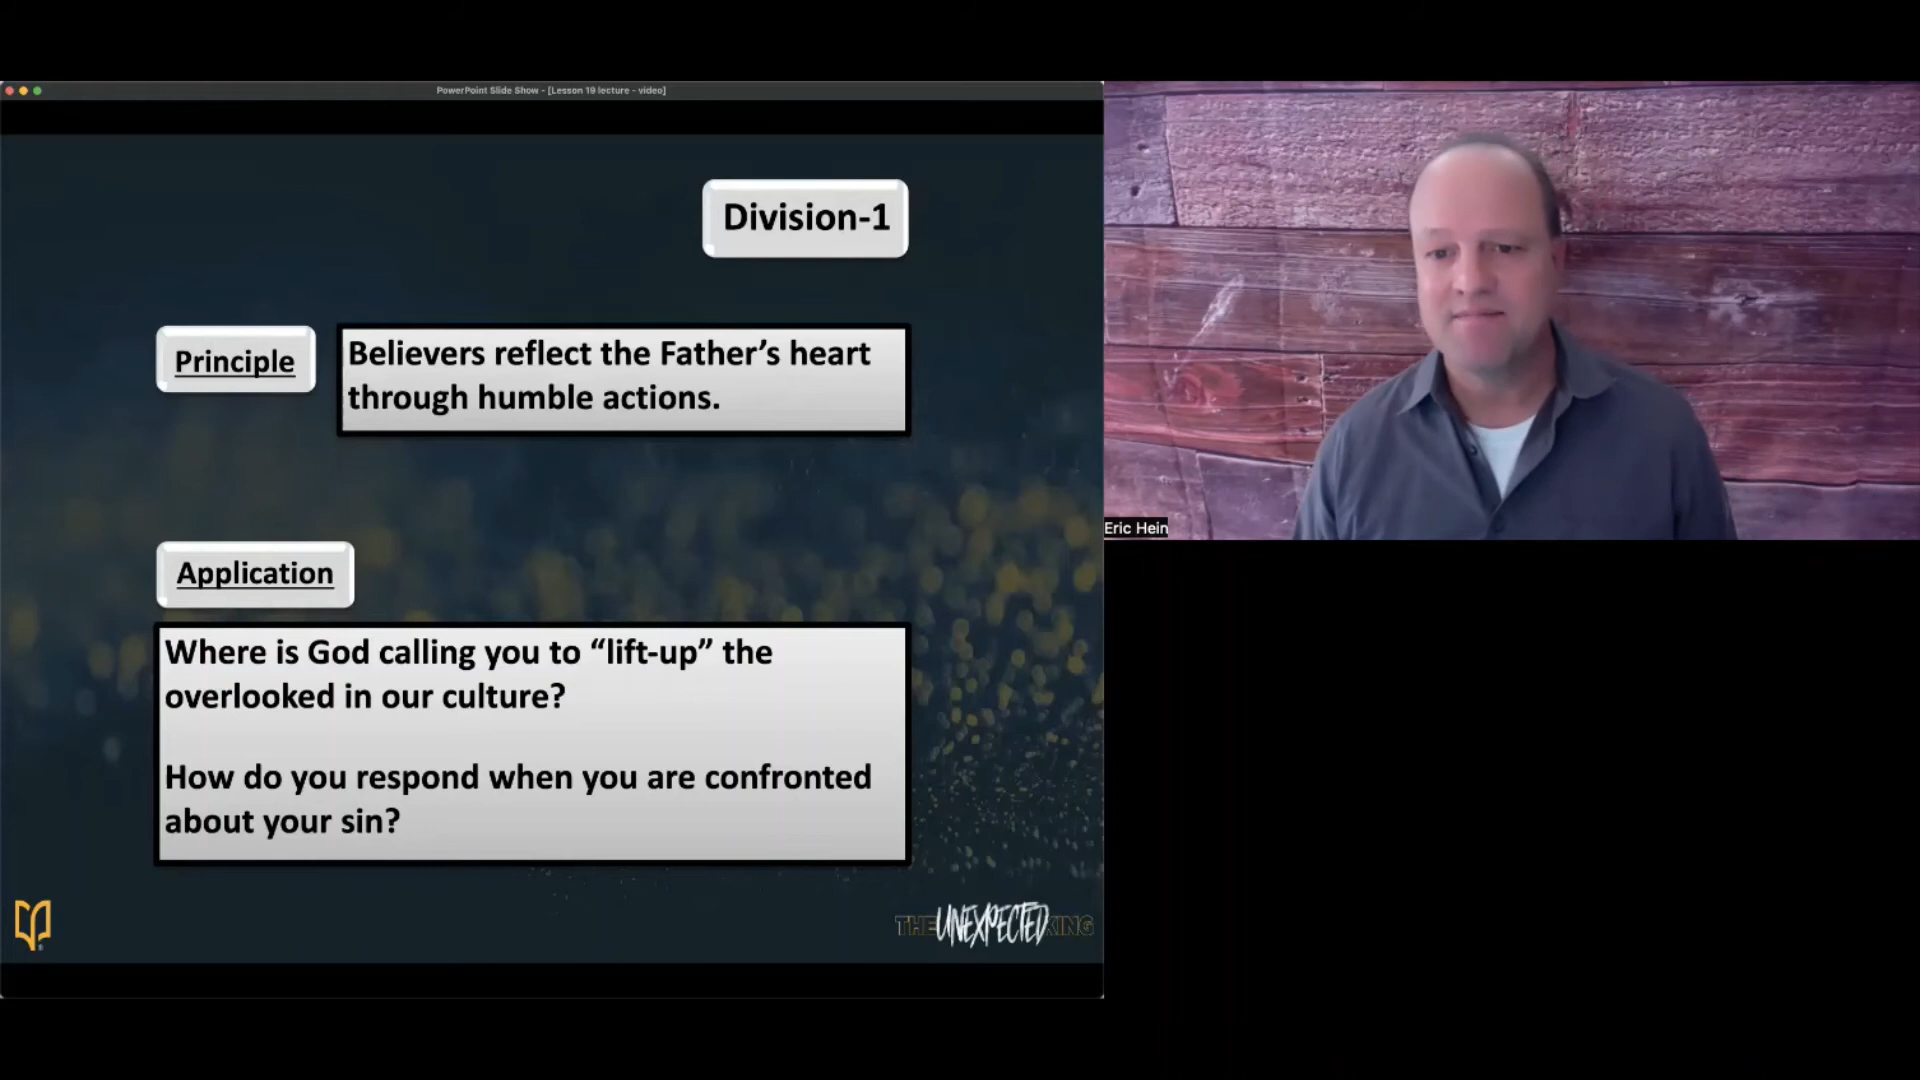 PowerPoint Slide Show - [Lesson 19 lecture - video]
Division-1
Principle
Believers reflect the Father’s heart
through humble actions.
Application
Where is God calling you to “lift-up” the
overlooked in our culture?
How do you respond when you are confronted
about your sin?
THE UNEXPECTED KING
Eric Hein